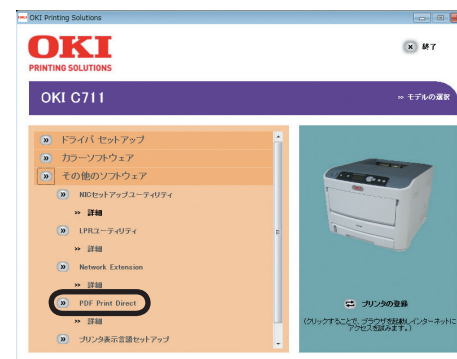 OKI Printing Solutions
OKI
PRINTING SOLUTIONS
終了
OKI C711
モデルの選択
ドライバ セットアップ
カラーソフトウェア
その他のソフトウェア
NICセットアップユーティリティ
詳細
LPRユーティリティ
詳細
Network Extension
詳細
PDF Print Direct
詳細
プリンタ表示言語セットアップ
プリンタの登録
(クリックすることで、ブラウザを起動しインターネットに
アクセスを試みます。)